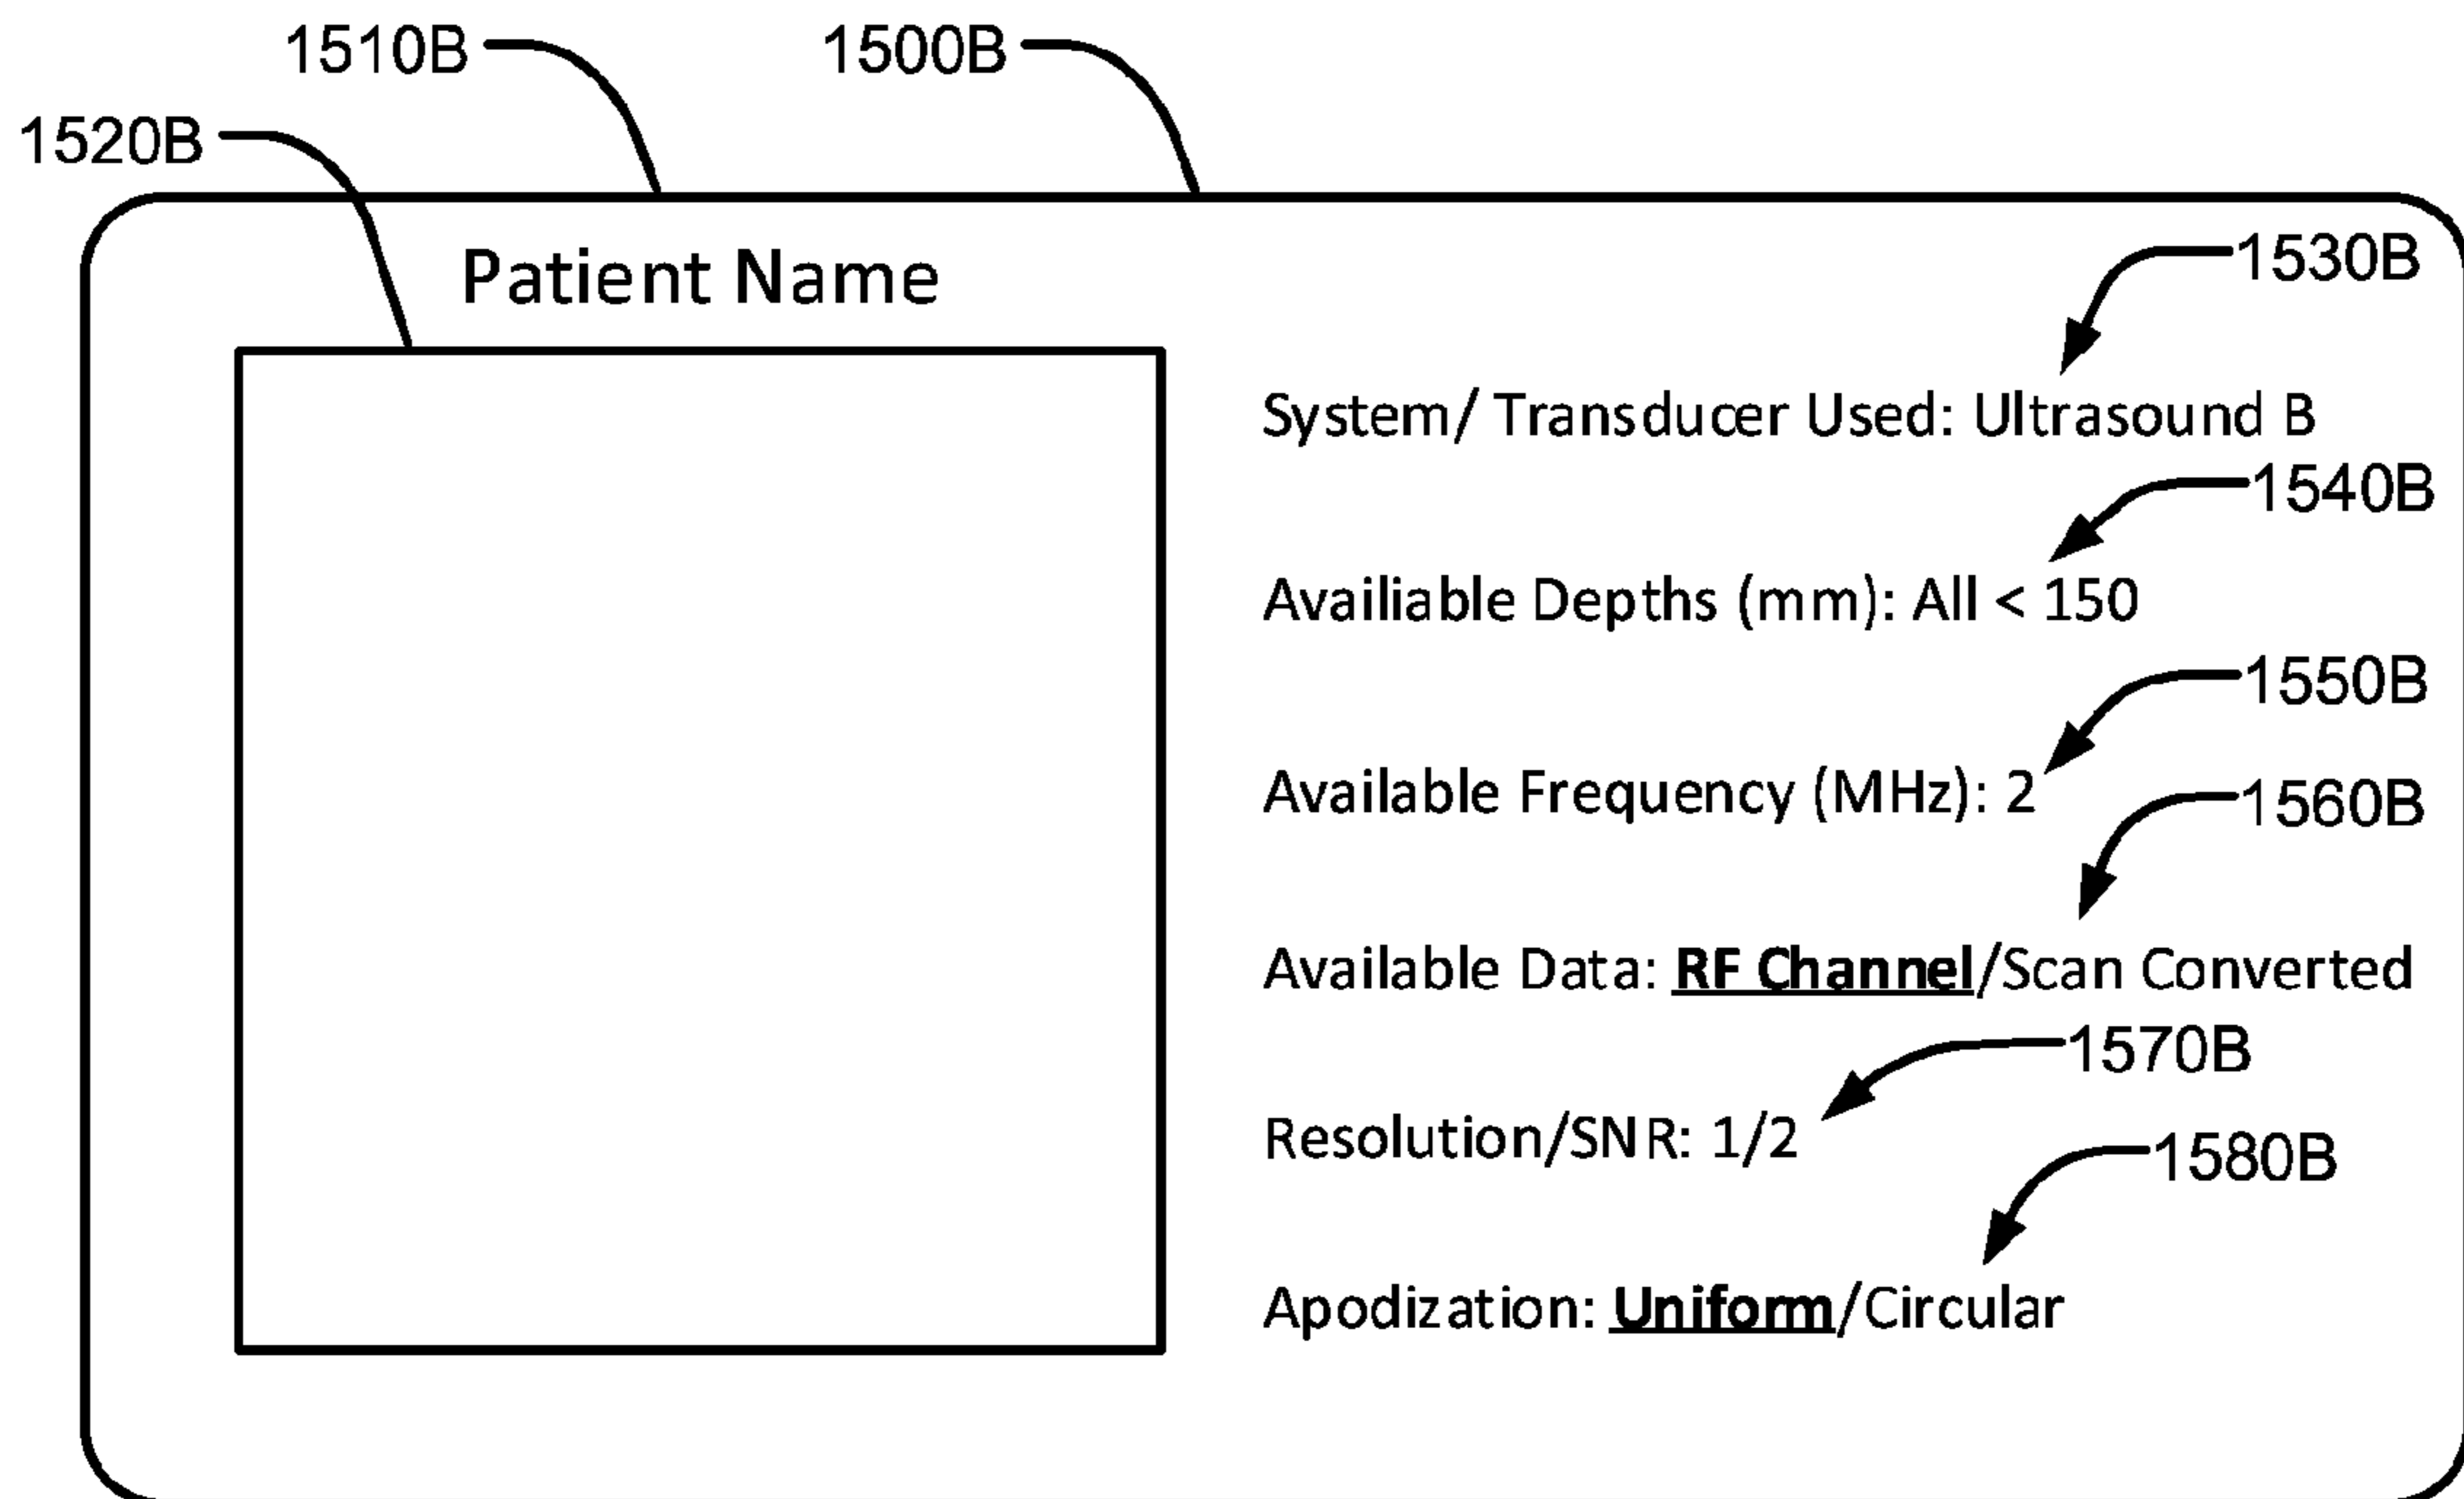 1510B
1500B
1520B
Patient Name
1530B
System/ Transducer Used: Ultrasound B
1540B
Availiable Depths (mm): All < 150
1550B
Available Frequency (MHz): 2
1560B
Available Data: RF Channel/Scan Converted
1570B
Resolution/SNR: 1/2
1580B
Apodization: Uniform/Circular